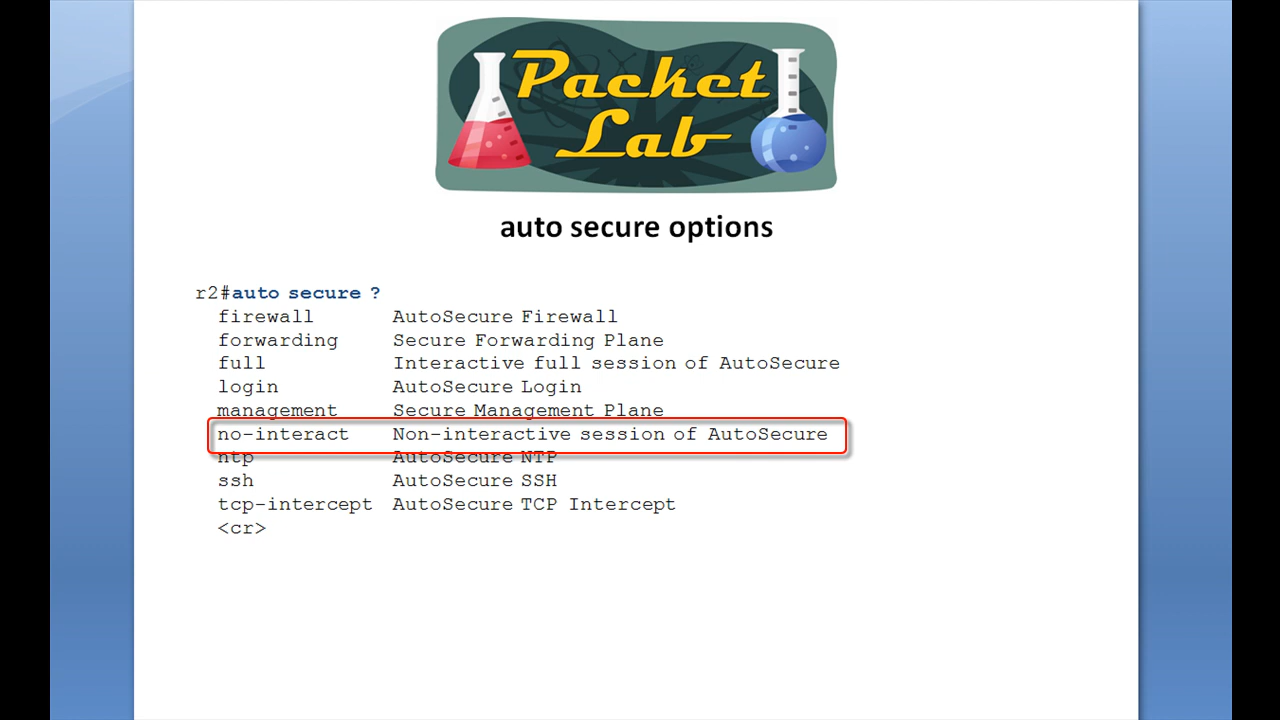 Packet
Lab
auto secure options
r2#auto secure ?
firewall AutoSecure Firewall
forwarding Secure Forwarding Plane
full Interactive full session of AutoSecure
login AutoSecure Login
management Secure Management Plane
no-interact Non-interactive session of AutoSecure
ntp AutoSecure NTP
ssh AutoSecure SSH
tcp-intercept AutoSecure TCP Intercept
<cr>